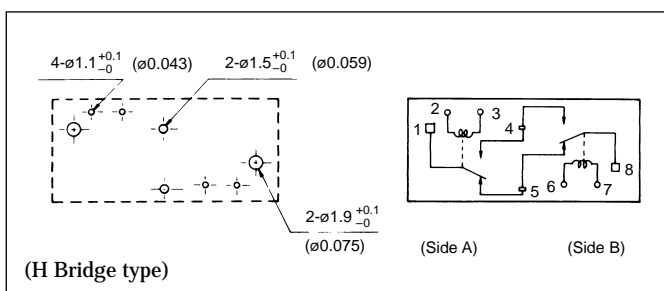 4-ø1.1 +0.1 −0 (ø0.043)
2-ø1.5 +0.1 −0 (ø0.059)
2-ø1.9 +0.1 −0
(ø0.075)
(H Bridge type)
1
2
3
4
5
6
7
8
(Side A)
(Side B)